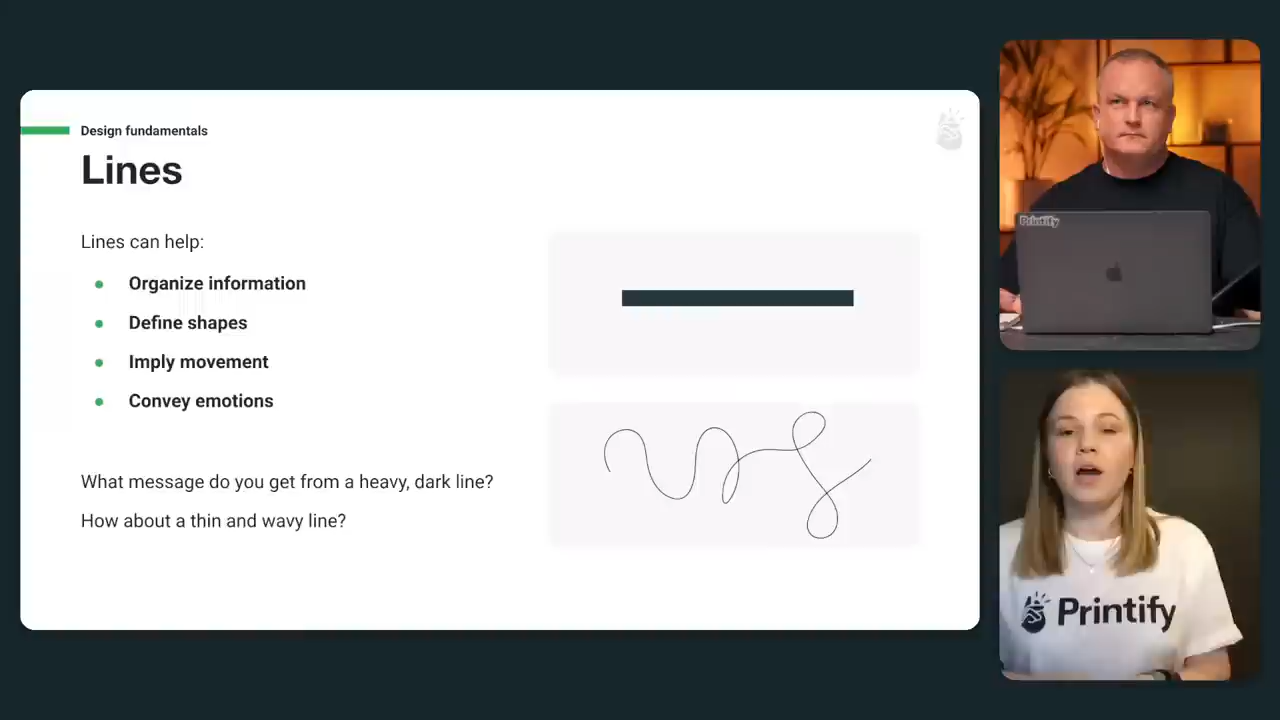 Design fundamentals
Lines
Lines can help:
Organize information
Define shapes
Imply movement
Convey emotions
What message do you get from a heavy, dark line?
How about a thin and wavy line?
Printify
Printify